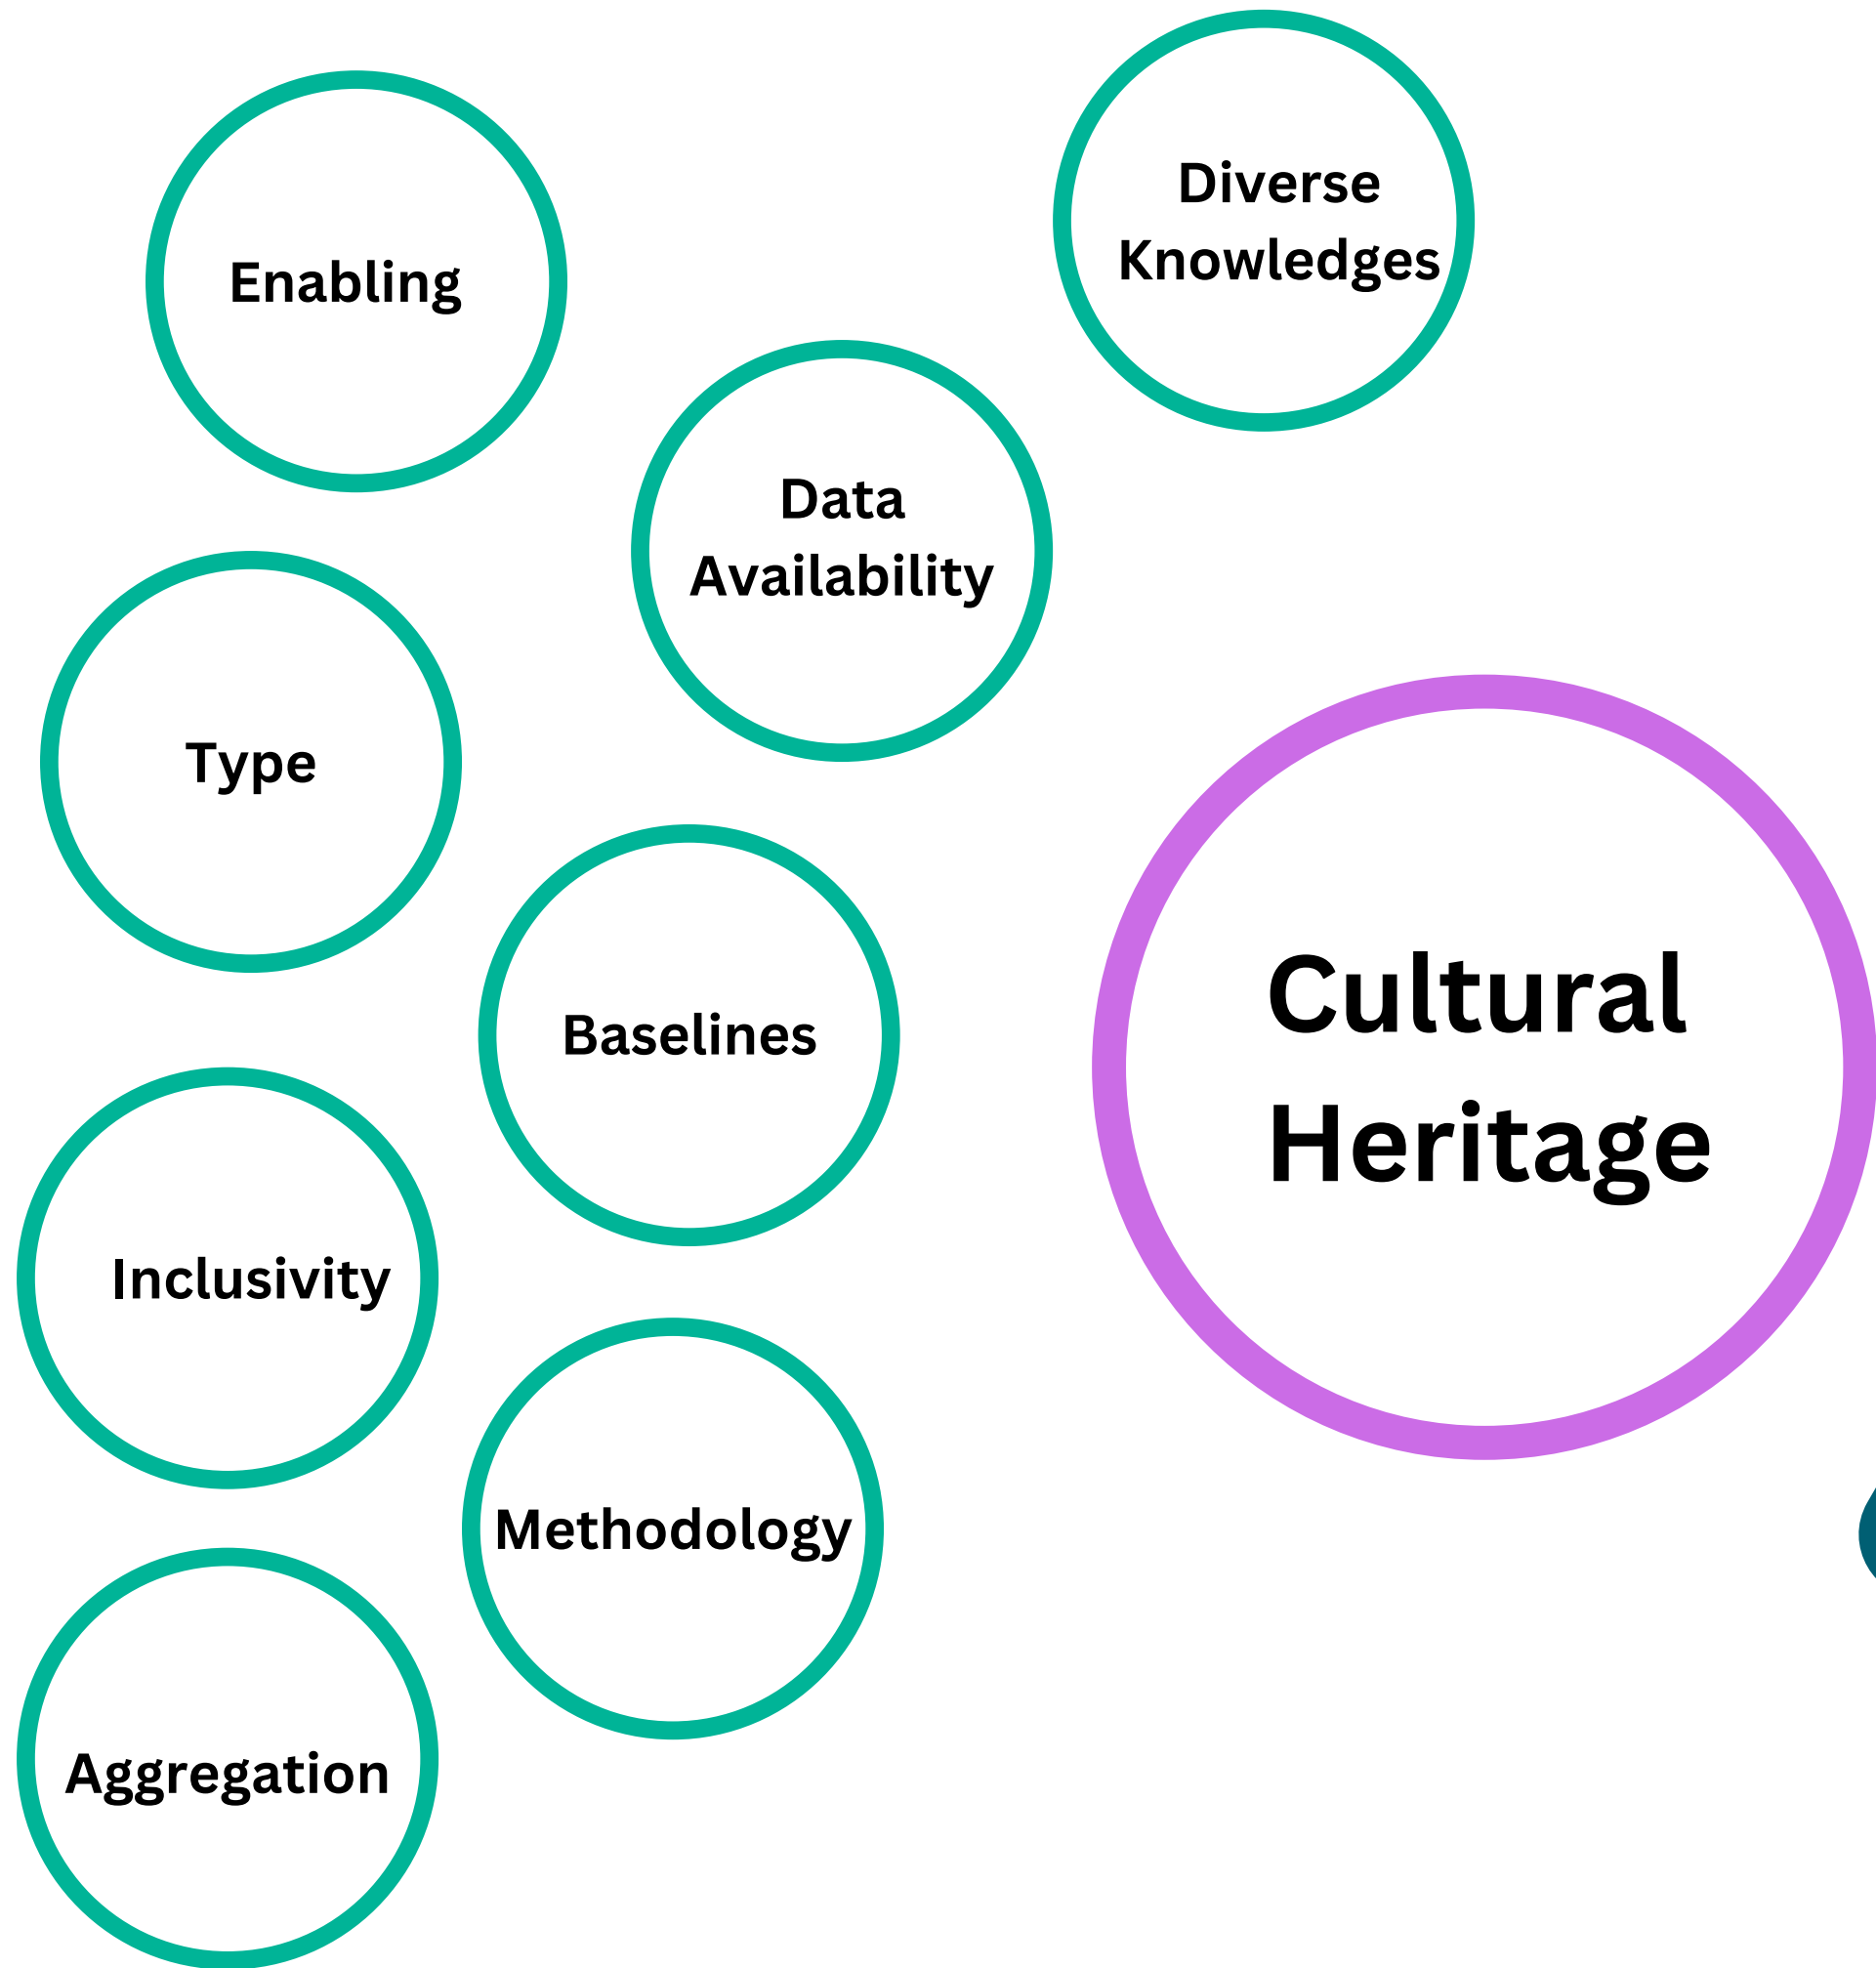 Diverse
Knowledges
Enabling
Data
Availability
Type
Cultural
Heritage
Baselines
Inclusivity
Methodology
Aggregation